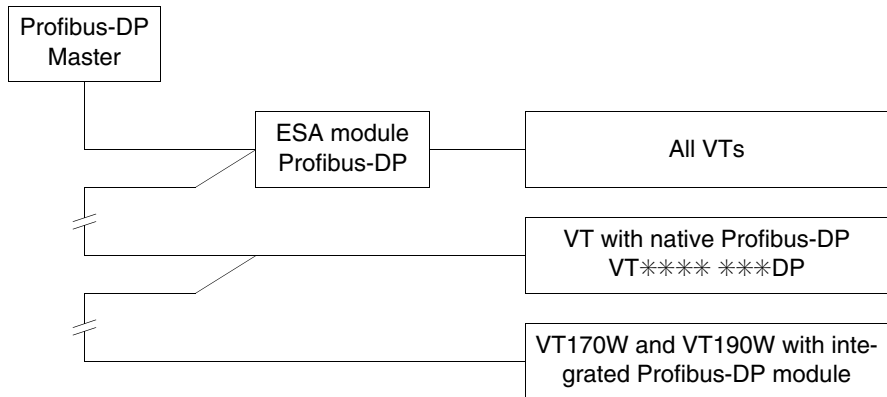 Profibus-DP
Master
ESA module
Profibus-DP
All VTs
VT with native Profibus-DP
VT✳✳✳✳ ✳✳✳DP
VT170W and VT190W with inte-
grated Profibus-DP module